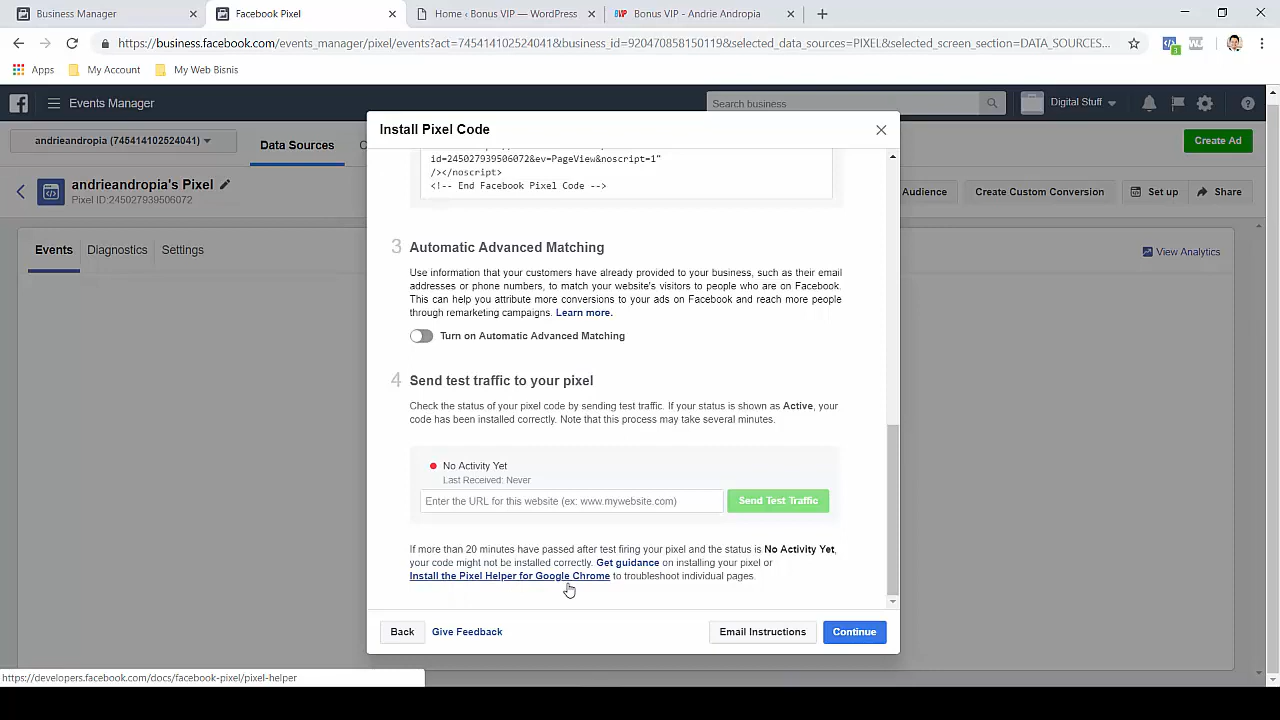 Business Manager
Facebook Pixel
Home ‹ Bonus VIP — WordPress
BVP
Bonus VIP - Andrie Andropia
https://business.facebook.com/events_manager/pixel/events?act=745414102524041&business_id=920470858150119&selected_data_sources=PIXEL&selected_screen_section=DATA_SOURCES...
3
Apps
My Account
My Web Bisnis
Events Manager
Search business
Digital Stuff
andrieandropia (745414102524041)
Data Sources
Create Ad
andrieandropia's Pixel
Pixel ID:245027939506072
Audience
Create Custom Conversion
Set up
Share
Events
Diagnostics
Settings
View Analytics
Install Pixel Code
id=245027939506072&ev=PageView&noscript=1"
/></noscript>
<!-- End Facebook Pixel Code -->
3 Automatic Advanced Matching
Use information that your customers have already provided to your business, such as their email
addresses or phone numbers, to match your website's visitors to people who are on Facebook.
This can help you attribute more conversions to your ads on Facebook and reach more people
through remarketing campaigns. Learn more.
Turn on Automatic Advanced Matching
4 Send test traffic to your pixel
Check the status of your pixel code by sending test traffic. If your status is shown as Active, your
code has been installed correctly. Note that this process may take several minutes.
No Activity Yet
Last Received: Never
Enter the URL for this website (ex: www.mywebsite.com)
Send Test Traffic
If more than 20 minutes have passed after test firing your pixel and the status is No Activity Yet,
your code might not be installed correctly. Get guidance on installing your pixel or
Install the Pixel Helper for Google Chrome to troubleshoot individual pages.
Back
Give Feedback
Email Instructions
Continue
https://developers.facebook.com/docs/facebook-pixel/pixel-helper